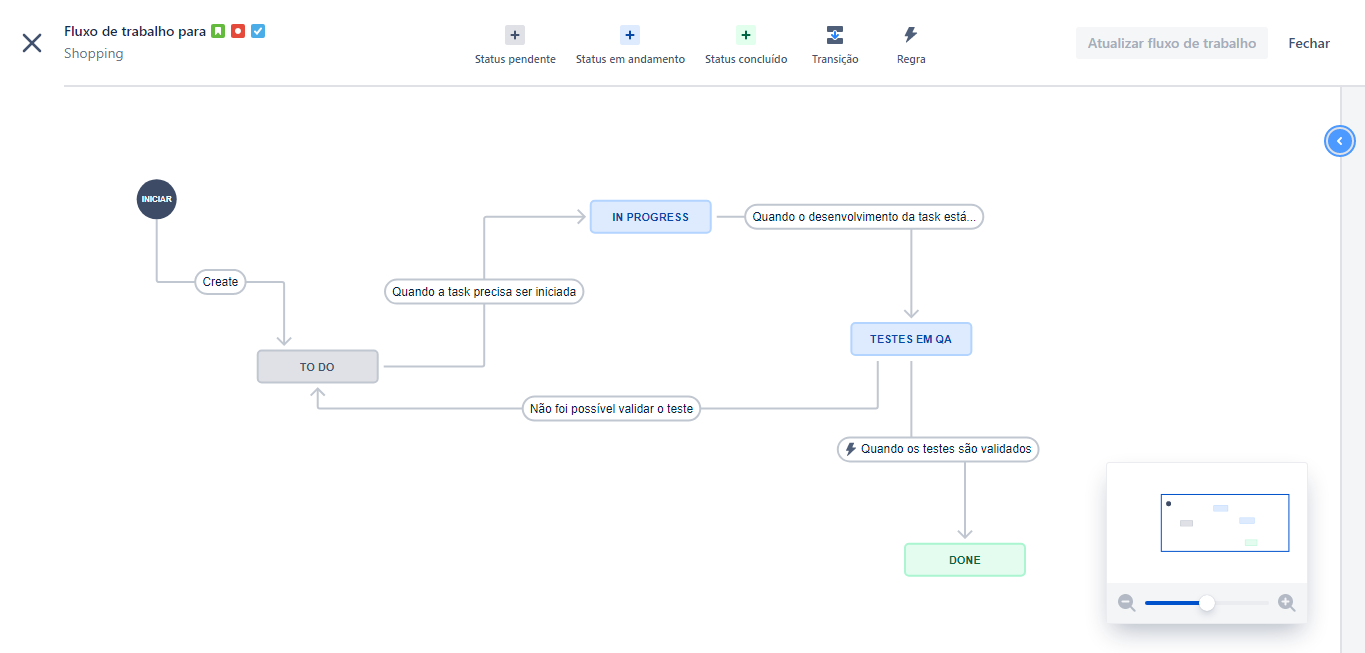 Fluxo de trabalho para
Shopping
Status pendente
Status em andamento
Status concluído
Transição
Regra
Atualizar fluxo de trabalho
Fechar
INICIAR
IN PROGRESS
Quando o desenvolvimento da task está...
Create
Quando a task precisa ser iniciada
TESTES EM QA
TO DO
Não foi possível validar o teste
Quando os testes são validados
DONE